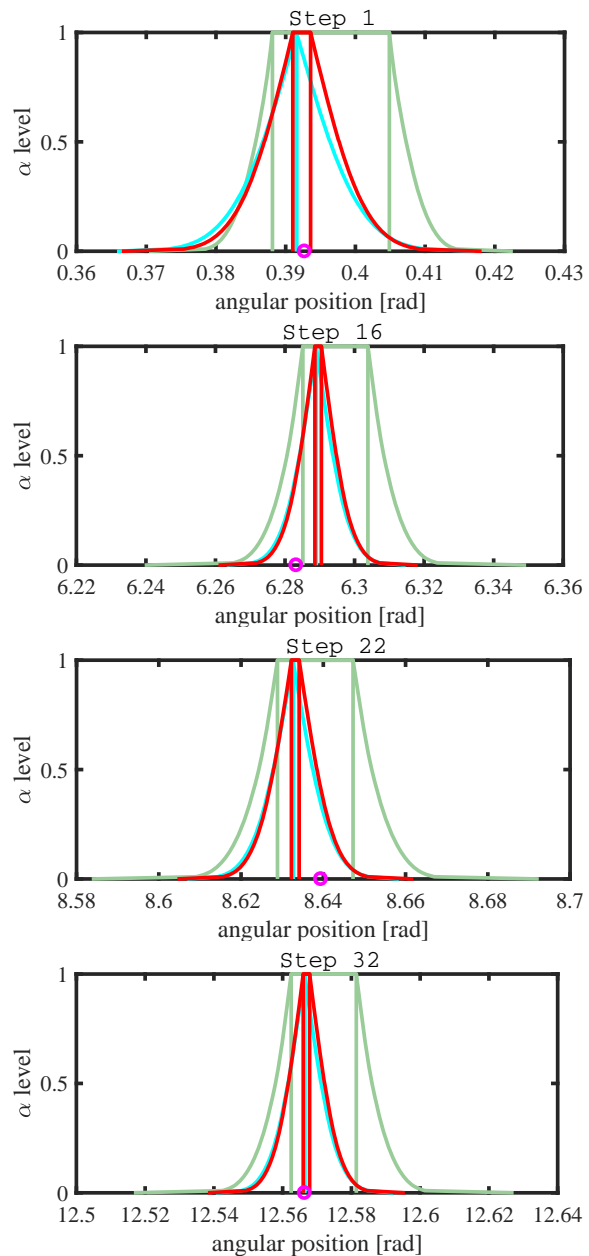 Step 1
1
0.5
0
α level
0.36 0.37 0.38 0.39 0.4 0.41 0.42 0.43
angular position [rad]
Step 16
1
0.5
0
α level
6.22 6.24 6.26 6.28 6.3 6.32 6.34 6.36
angular position [rad]
Step 22
1
0.5
0
α level
8.58 8.6 8.62 8.64 8.66 8.68 8.7
angular position [rad]
Step 32
1
0.5
0
α level
12.5 12.52 12.54 12.56 12.58 12.6 12.62 12.64
angular position [rad]